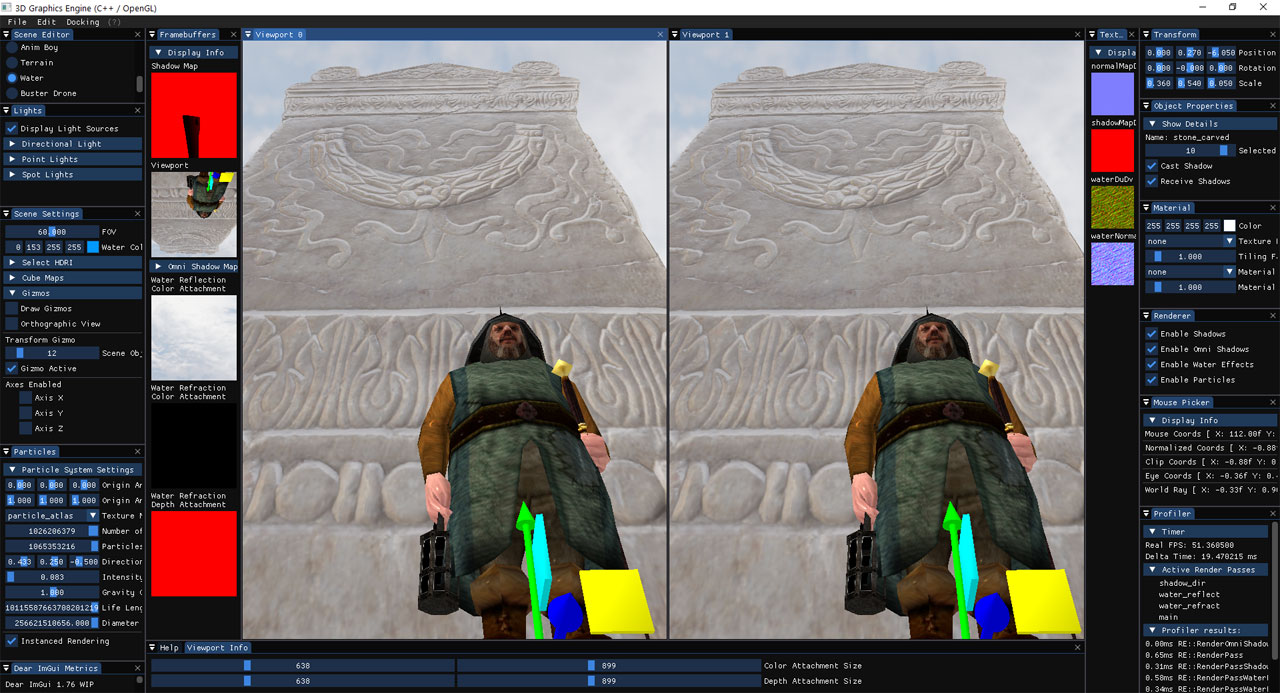 3D Graphics Engine (C++ / OpenGL)
File Edit Docking (?)
Scene Editor
Anim Boy
Terrain
Water
Buster Drone
Lights
Display Light Sources
Directional Light
Point Lights
Spot Lights
Scene Settings
60.000 FOV
0 153 255 255 Water Col
Select HDRI
Cube Maps
Gizmos
Draw Gizmos
Orthographic View
Transform Gizmo
12 Scene Obj
Gizmo Active
Axes Enabled
Axis X
Axis Y
Axis Z
Particles
Particle System Settings
0.000 0.000 0.000 Origin Ar
1.000 1.000 1.000 Origin Ar
particle_atlas Texture N
1026206379 Number of
1065353216 Particles
0.433 0.250 -0.500 Direction
0.083 Intensity
1.000 Gravity C
Life Leng
256621510656.000 Diameter
Instanced Rendering
Dear ImGui Metrics
Dear ImGui 1.76 WIP
Framebuffers
Display Info
Shadow Map
Viewport
Omni Shadow Map
Water Reflection
Color Attachment
Water Refraction
Color Attachment
Water Refraction
Depth Attachment
Viewport 0
Viewport 1
Help Viewport Info
638 899 Color Attachment Size
638 899 Depth Attachment Size
Text…
Displa
normalMapD
shadowMapD
waterDuDv
waterNorma
Transform
0.000 0.270 -6.050 Position
0.000 -0.000 0.000 Rotation
0.360 0.540 0.050 Scale
Object Properties
Show Details
Name: stone_carved
10 Selected
Cast Shadow
Receive Shadows
Material
255 255 255 255 Color
none Texture
1.000 Tiling F
none Material
1.000 Material
Renderer
Enable Shadows
Enable Omni Shadows
Enable Water Effects
Enable Particles
Mouse Picker
Display Info
Mouse Coords [ X: 112.00f Y:
Normalized Coords [ X: -0.88
Clip Coords [ X: -0.88f Y: 0
Eye Coords [ X: -0.36f Y: 0.
World Ray [ X: -0.33f Y: 0.9
Profiler
Timer
Real FPS: 51.360500
Delta Time: 19.470215 ms
Active Render Passes
shadow_dir
water_reflect
water_refract
main
Profiler results:
0.00ms RE::RenderOmniShadow
0.65ms RE::RenderPass
0.31ms RE::RenderPassShadow
0.58ms RE::RenderPassWaterR
0.34ms RE::RenderPassWaterR